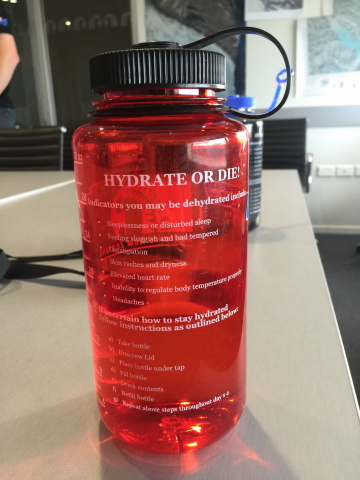 HYDRATE OR DIE!
Indicators you may be dehydrated include
• Sleeplessness or disturbed sleep
• Feeling sluggish and bad tempered
Constipation
Skin rashes and dryness
Elevated heart rate
Inability to regulate body temperature properly
Headaches
If uncertain how to stay hydrated
follow instructions as outlined below:
a) Take bottle
b) Unscrew Lid
c) Place bottle under tap
d) Fill bottle
e) Drink contents
f) Refill bottle
g) Repeat above steps throughout day x 4